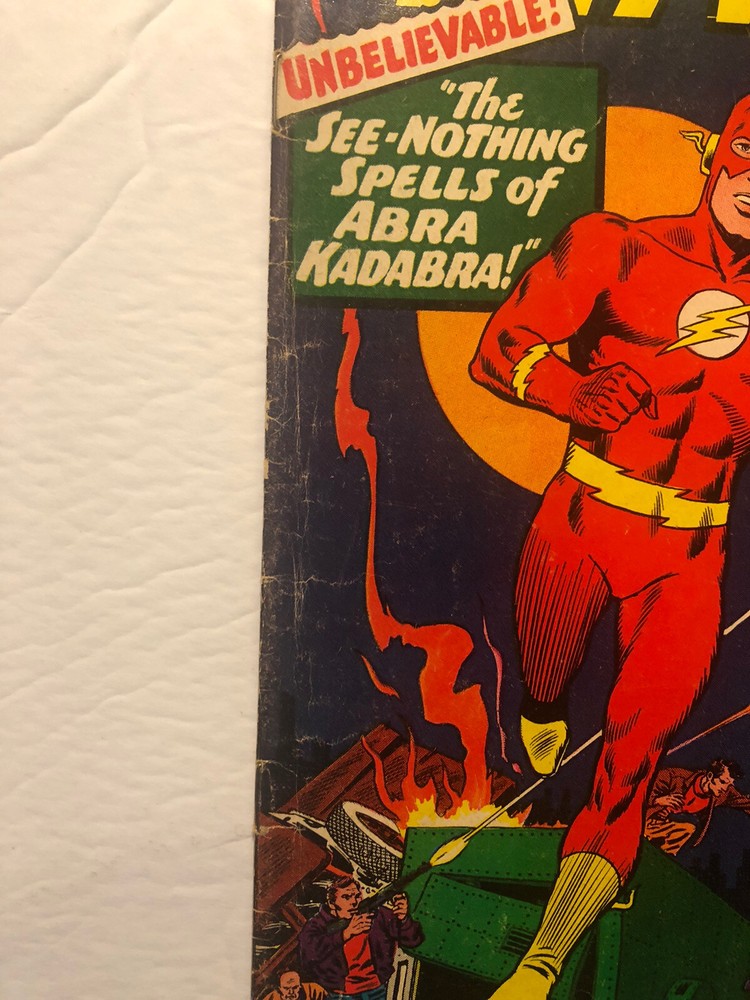 UNBELIEVABLE!
"The
SEE-NOTHING
SPELLS of
ABRA
KADABRA!"